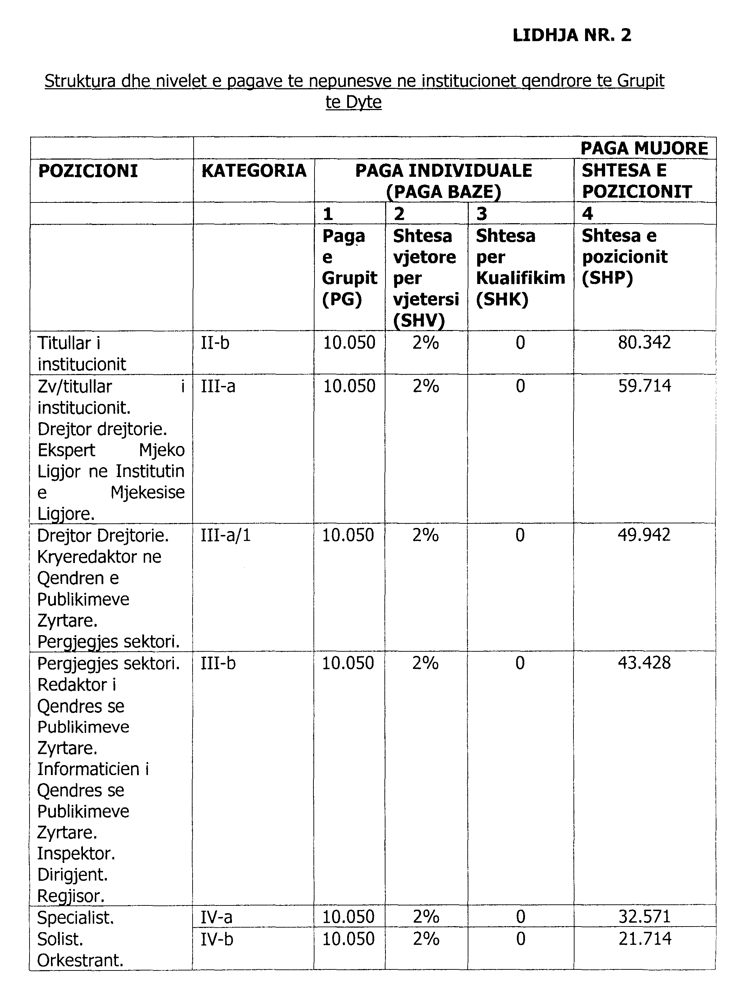 LIDHJA NR. 2
Struktura dhe nivelet e pagave te nepunesve ne institucionet qendrore te Grupit
te Dyte
PAGA MUJORE
POZICIONI KATEGORIA PAGA INDIVIDUALE SHTESA E
(PAGA BAZE) POZICIONIT
1 2 3 4
Paga Shtesa Shtesa Shtesa e
e vjetore per pozicionit
Grupit per Kualifikim (SHP)
(PG) vjetersi (SHK)
(SHV)
Titullar i II-b 10.050 2% 0 80.342
institucionit
Zv/titullar i III-a 10.050 2% 0 59.714
institucionit.
Drejtor drejtorie.
Ekspert Mjeko
Ligjor ne Institutin
e Mjekesise
Ligjore.
Drejtor Drejtorie. III-a/1 10.050 2% 0 49.942
Kryeredaktor ne
Qendren e
Publikimeve
Zyrtare.
Pergjegjes sektori.
Pergjegjes sektori. III-b 10.050 2% 0 43.428
Redaktor i
Qendres se
Publikimeve
Zyrtare.
Informaticien i
Qendres se
Publikimeve
Zyrtare.
Inspektor.
Dirigjent.
Regjisor.
Specialist. IV-a 10.050 2% 0 32.571
Solist. IV-b 10.050 2% 0 21.714
Orkestrant.